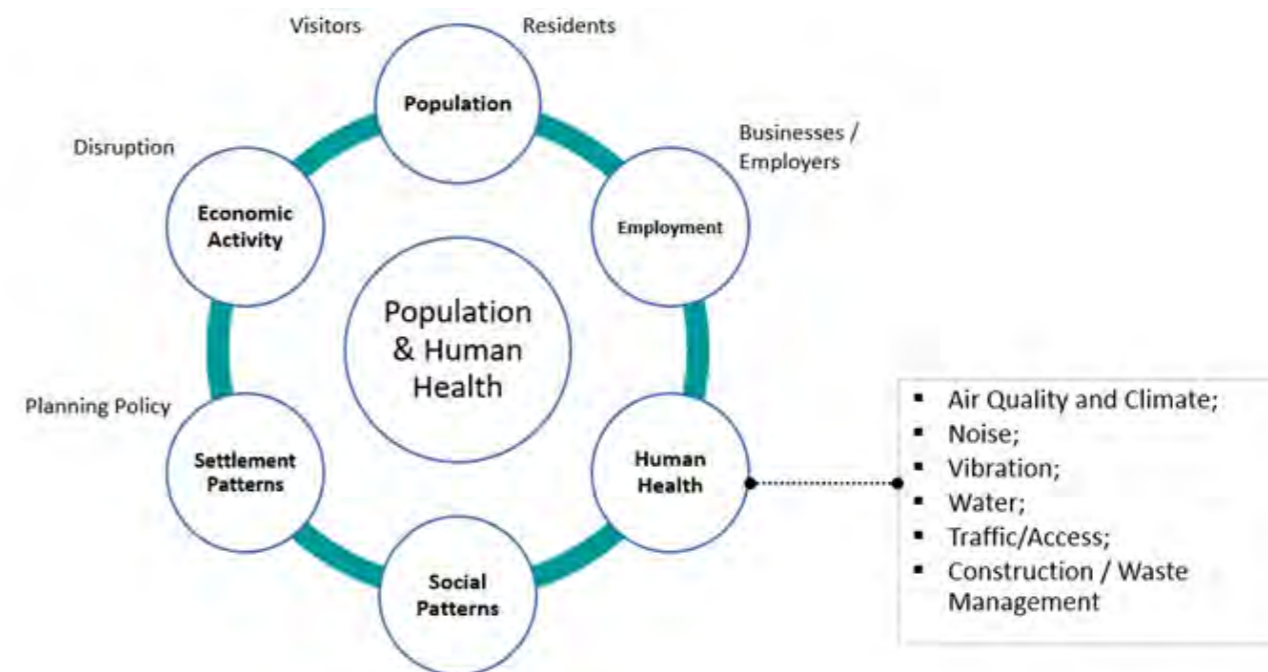 Visitors
Residents
Population
Disruption
Businesses /
Employers
Economic
Activity
Employment
Population
& Human
Health
Planning Policy
Settlement
Patterns
Human
Health
Social
Patterns
▪ Air Quality and Climate;
▪ Noise;
▪ Vibration;
▪ Water;
▪ Traffic/Access;
▪ Construction / Waste
Management